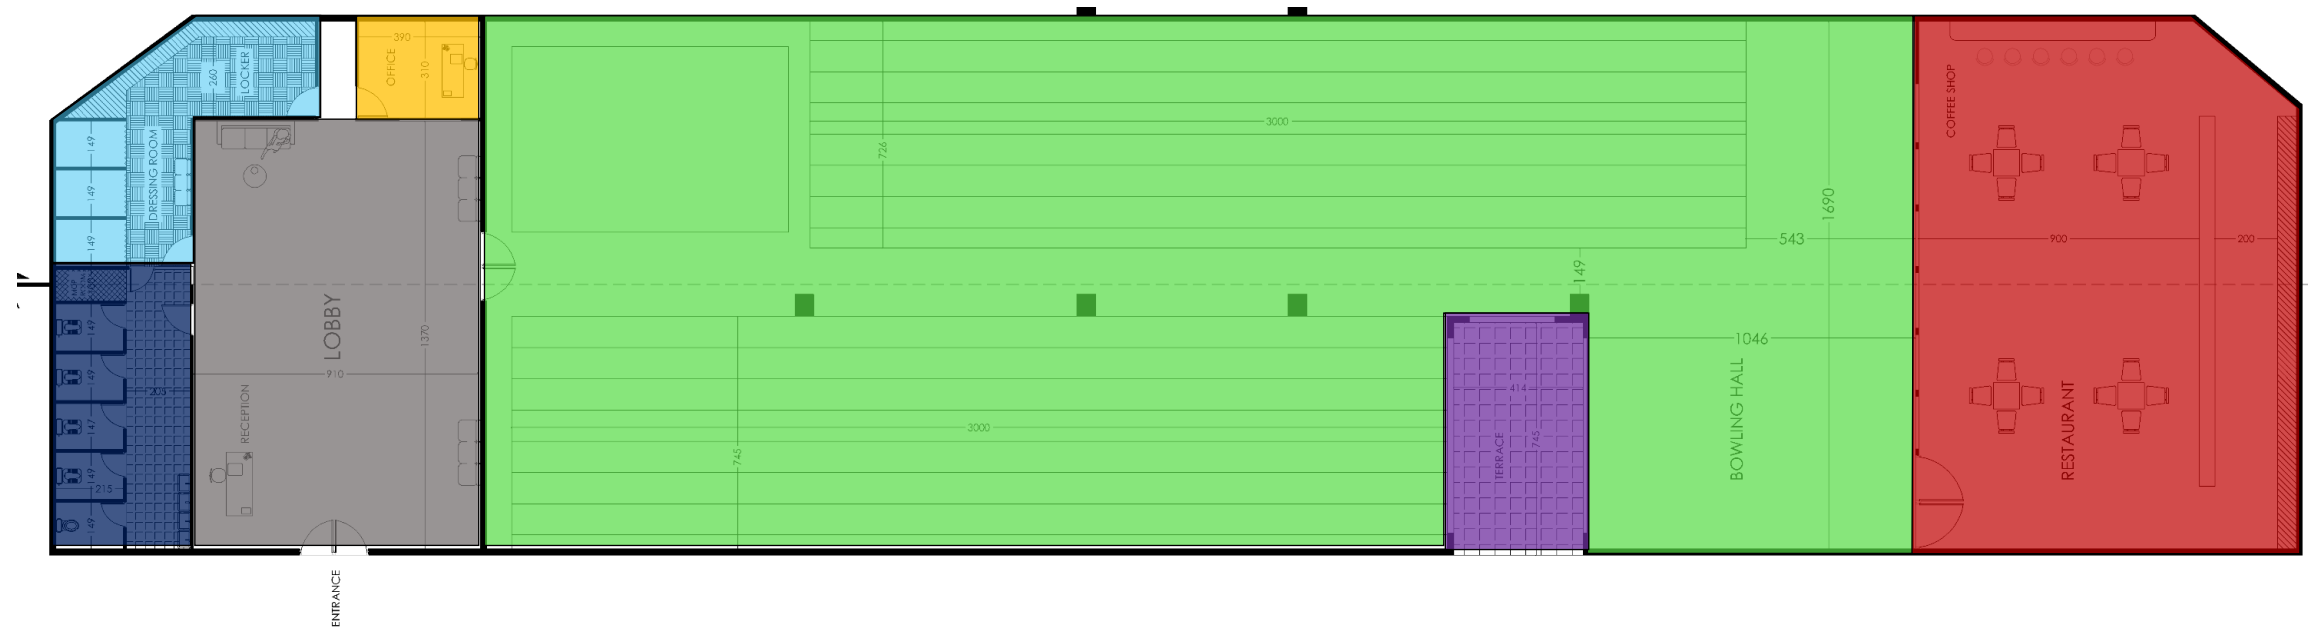 390
OFFICE
310
260
LOCKER
149
DRESSING ROOM
149
149
LOBBY
1370
910
RECEPTION
149
149
147
149
149
205
215
ENTRANCE
3000
726
1690
543
149
1046
BOWLING HALL
3000
745
414
TERRACE
745
COFFEE SHOP
900
200
RESTAURANT